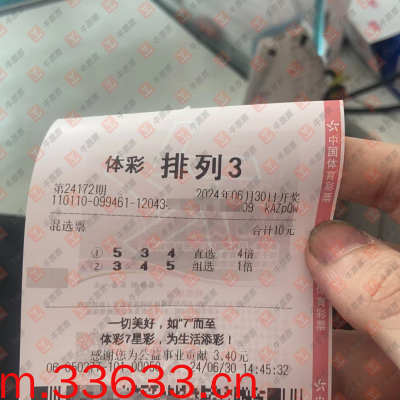 体彩 排列3
第24172期 2024年06月30日开奖
110110-099461-12043- 39 kAZpQw
混选票 合计10元
① 5 3 4 直选 4倍
② 3 4 5 组选 1倍
一切美好，如“7”而至
体彩7星彩，为生活添彩！
感谢您为公益事业贡献 3.40元
24/06/30 14:45:32
m.33633.cn
中国体育彩票